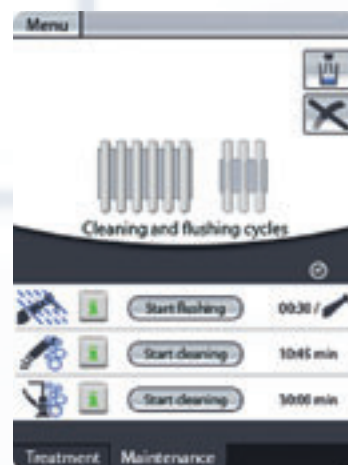 Menu
Cleaning and flushing cycles
Start flushing 00:30 /
Start cleaning 10:45 min
Start cleaning 30:00 min
Treatment Maintenance